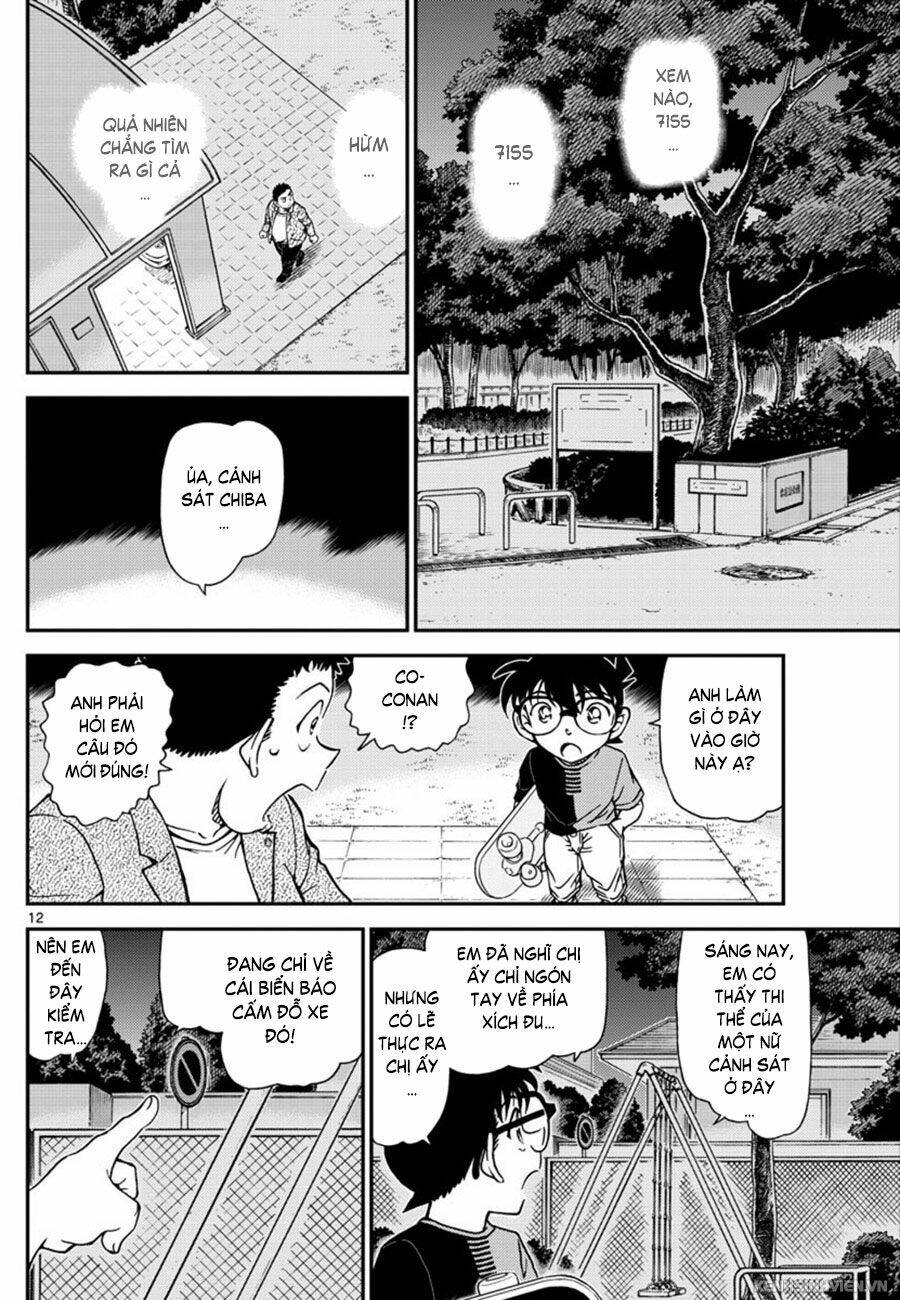 XEM
NÀO,
7155
...
7155
...
HỪM
...
QUẢ NHIÊN
CHẲNG TÌM
RA GÌ CẢ
...
ỦA, CẢNH
SÁT CHIBA
...
ANH LÀM
GÌ Ở ĐÂY
VÀO GIỜ
NÀY Ạ?
CO-
CONAN
!?
ANH PHẢI
HỎI EM
CÂU ĐÓ
MỚI ĐÚNG!
12
SÁNG NAY,
EM CÓ
THẤY THI
THỂ CỦA
MỘT NỮ
CẢNH SÁT
Ở ĐÂY
...
EM ĐÃ NGHĨ CHỊ
ẤY CHỈ NGÓN
TAY VỀ PHÍA
XÍCH ĐU...
NHƯNG
CÓ LẼ
THỰC RA
CHỊ ẤY
ĐANG CHỈ VỀ
CÁI BIỂN BÁO
CẤM ĐỖ XE
ĐÓ!
NÊN EM
ĐẾN
ĐÂY
KIỂM
TRA...